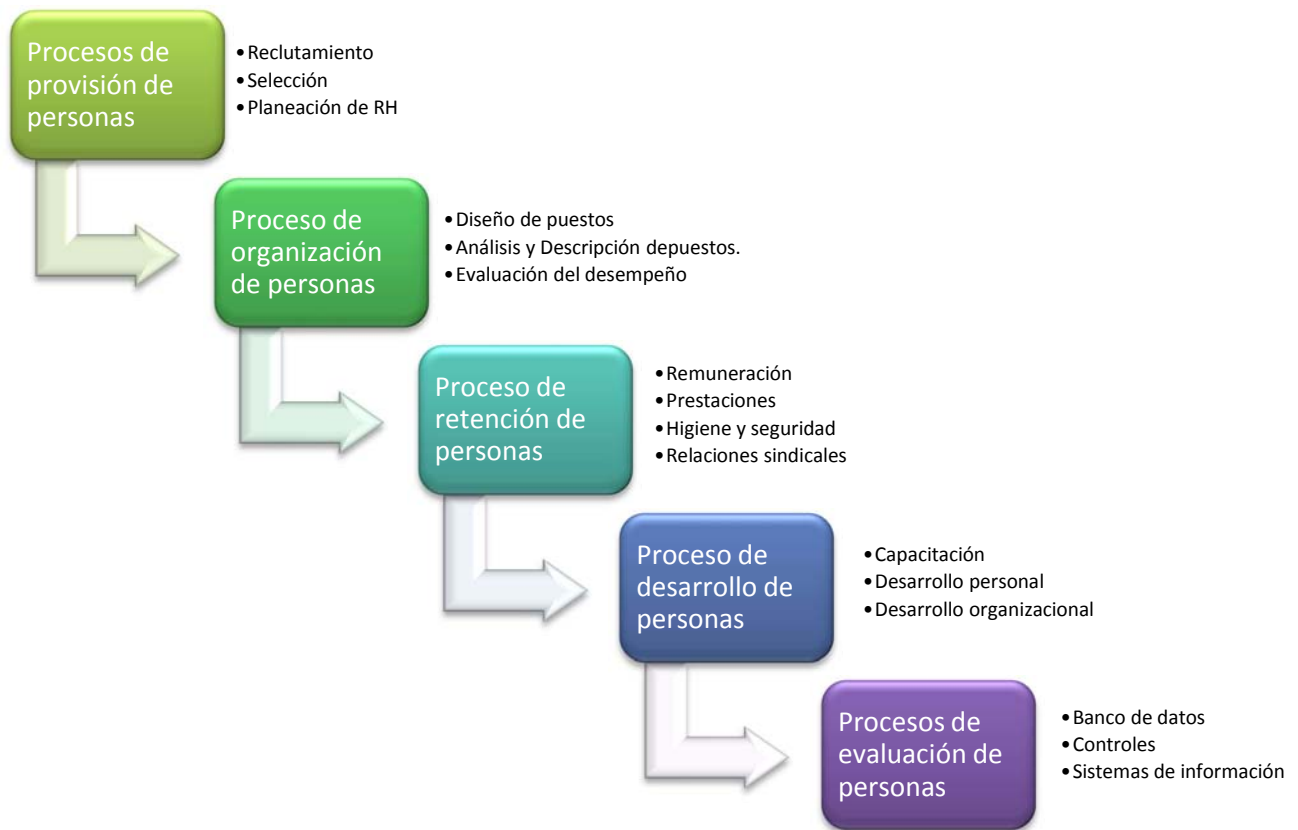 Procesos de
provisión de
personas
•Reclutamiento
•Selección
•Planeación de RH
Proceso de
organización
de personas
•Diseño de puestos
•Análisis y Descripción depuestos.
•Evaluación del desempeño
Proceso de
retención de
personas
•Remuneración
•Prestaciones
•Higiene y seguridad
•Relaciones sindicales
Proceso de
desarrollo de
personas
•Capacitación
•Desarrollo personal
•Desarrollo organizacional
Procesos de
evaluación de
personas
•Banco de datos
•Controles
•Sistemas de información